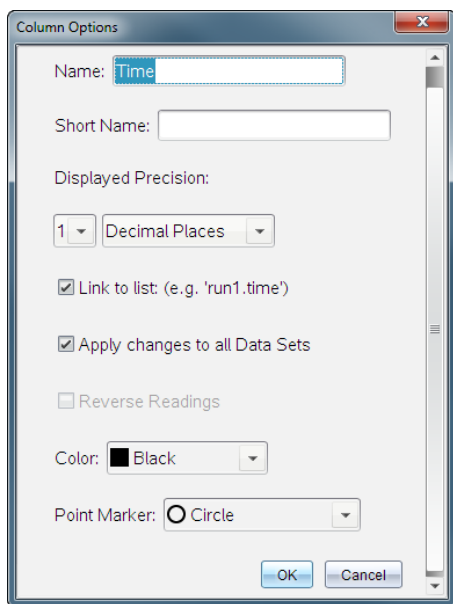 Column Options
Name: Time
Short Name:
Displayed Precision:
1 Decimal Places
Link to list: (e.g. 'run1.time')
Apply changes to all Data Sets
Reverse Readings
Color: Black
Point Marker: Circle
OK Cancel